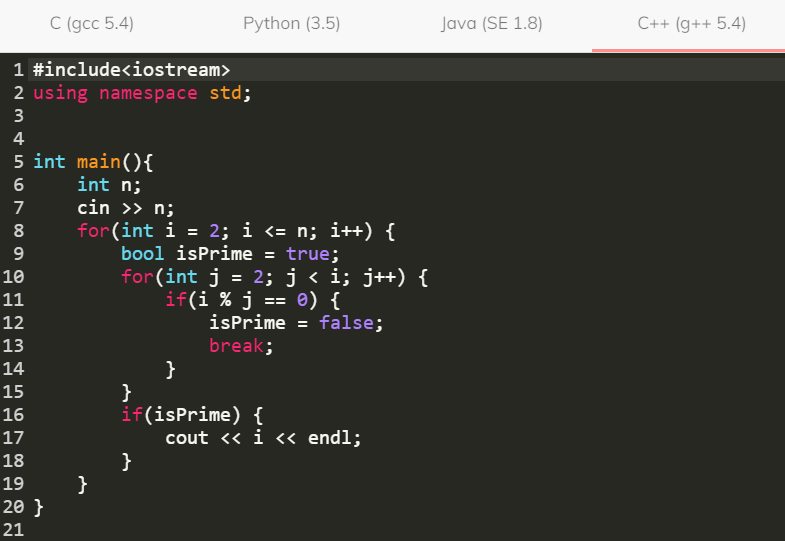 C (gcc 5.4) Python (3.5) Java (SE 1.8) C++ (g++ 5.4)
1 #include<iostream>
2 using namespace std;
3
4
5 int main(){
6     int n;
7     cin >> n;
8     for(int i = 2; i <= n; i++) {
9         bool isPrime = true;
10         for(int j = 2; j < i; j++) {
11             if(i % j == 0) {
12                 isPrime = false;
13                 break;
14             }
15         }
16         if(isPrime) {
17             cout << i << endl;
18         }
19     }
20 }
21